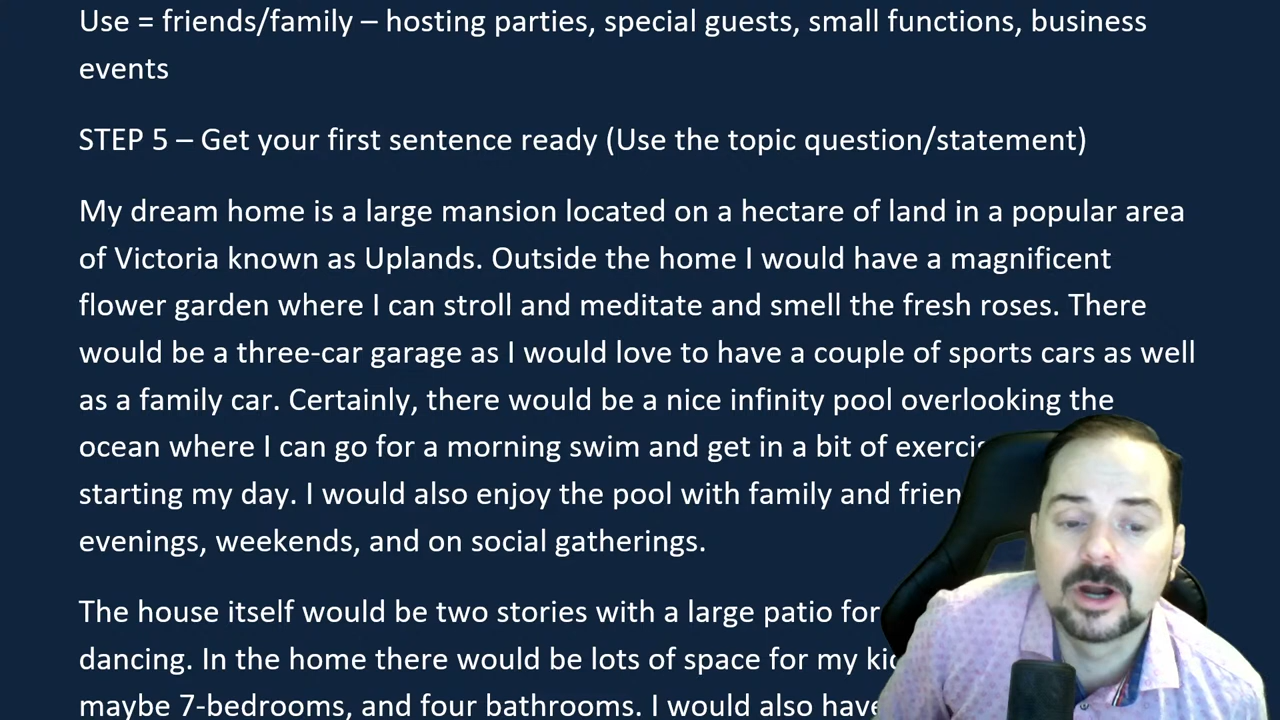 Use = friends/family – hosting parties, special guests, small functions, business
events
STEP 5 – Get your first sentence ready (Use the topic question/statement)
My dream home is a large mansion located on a hectare of land in a popular area
of Victoria known as Uplands. Outside the home I would have a magnificent
flower garden where I can stroll and meditate and smell the fresh roses. There
would be a three-car garage as I would love to have a couple of sports cars as well
as a family car. Certainly, there would be a nice infinity pool overlooking the
ocean where I can go for a morning swim and get in a bit of
starting my day. I would also enjoy the pool with family and
evenings, weekends, and on social gatherings.
The house itself would be two stories with a large patio for
dancing. In the home there would be lots of space for my
maybe 7-bedrooms, and four bathrooms. I would also have